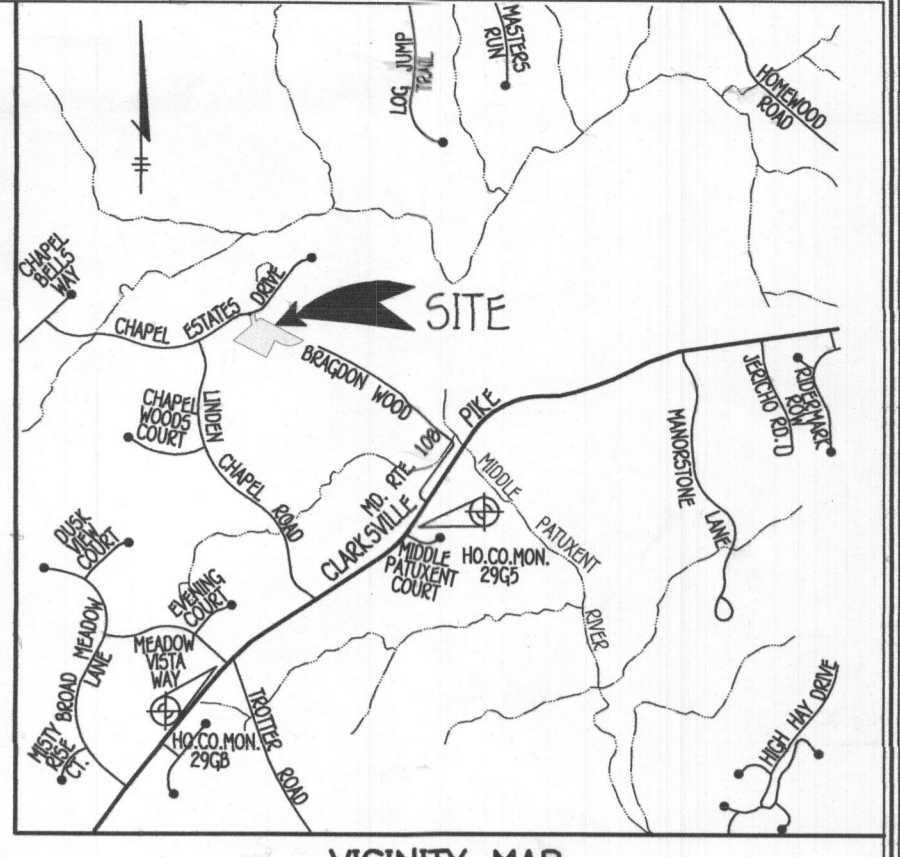 LOG JUMP
TRAIL
MASTERS
RUN
HOMEWOOD
ROAD
CHAPEL
BELLS
WAY
CHAPEL ESTATES DRIVE
SITE
BRAGDON WOOD
CHAPEL
WOODS
COURT
LINDEN CHAPEL ROAD
CLARKSVILLE PIKE
MD. RTE 108
MANORSTONE LANE
JERICHO RD.
RIDERMARK
ROW
MIDDLE PATUXENT RIVER
HO.CO.MON.
29G5
MIDDLE
PATUXENT
COURT
DUSK
VIEW
COURT
EVENING
COURT
MEADOW
VISTA
WAY
BROAD MEADOW
LANE
MISTY
RISE
CT.
HO.CO.MON.
29GB
TROTTER ROAD
HIGH HAY DRIVE
VICINITY MAP